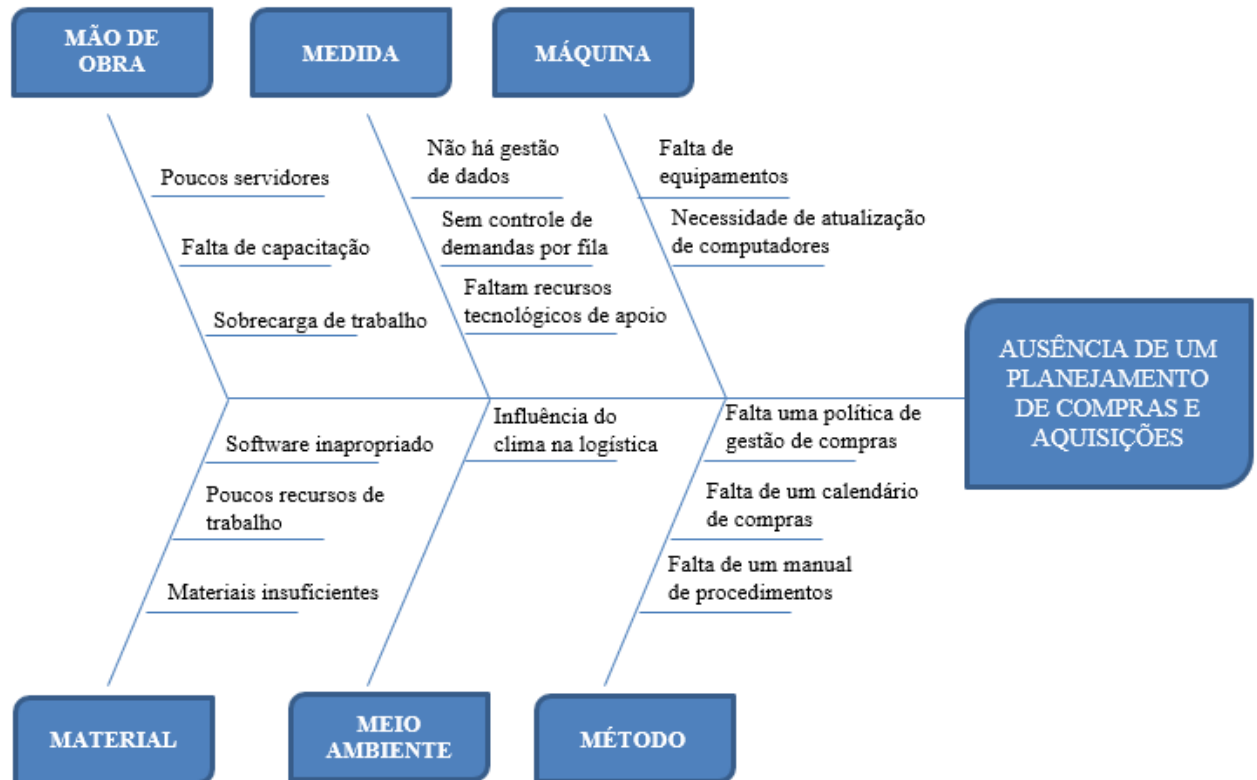 MÃO DE
OBRA
MEDIDA
MÁQUINA
Poucos servidores
Falta de capacitação
Sobrecarga de trabalho
Não há gestão
de dados
Sem controle de
demandas por fila
Faltam recursos
tecnológicos de apoio
Falta de
equipamentos
Necessidade de atualização
de computadores
AUSÊNCIA DE UM
PLANEJAMENTO
DE COMPRAS E
AQUISIÇÕES
Software inapropriado
Poucos recursos de
trabalho
Materiais insuficientes
Influência do
clima na logística
Falta uma política de
gestão de compras
Falta de um calendário
de compras
Falta de um manual
de procedimentos
MATERIAL
MEIO
AMBIENTE
MÉTODO